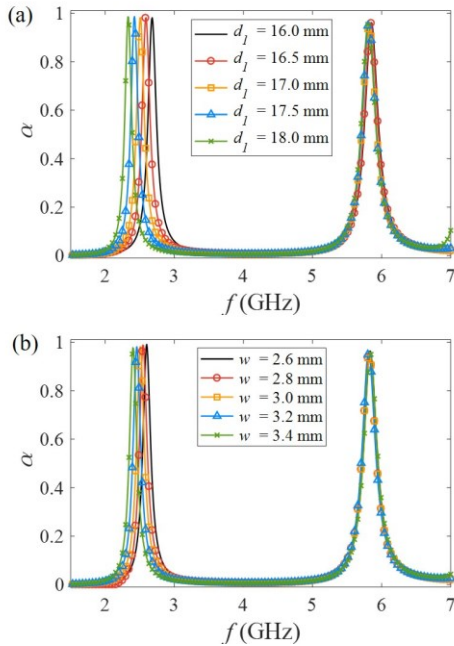 (a)
1
0.8
0.6
0.4
0.2
0
α
d₁ = 16.0 mm
d₁ = 16.5 mm
d₁ = 17.0 mm
d₁ = 17.5 mm
d₁ = 18.0 mm
2 3 4 5 6 7
f (GHz)
(b)
1
0.8
0.6
0.4
0.2
0
α
w = 2.6 mm
w = 2.8 mm
w = 3.0 mm
w = 3.2 mm
w = 3.4 mm
2 3 4 5 6 7
f (GHz)